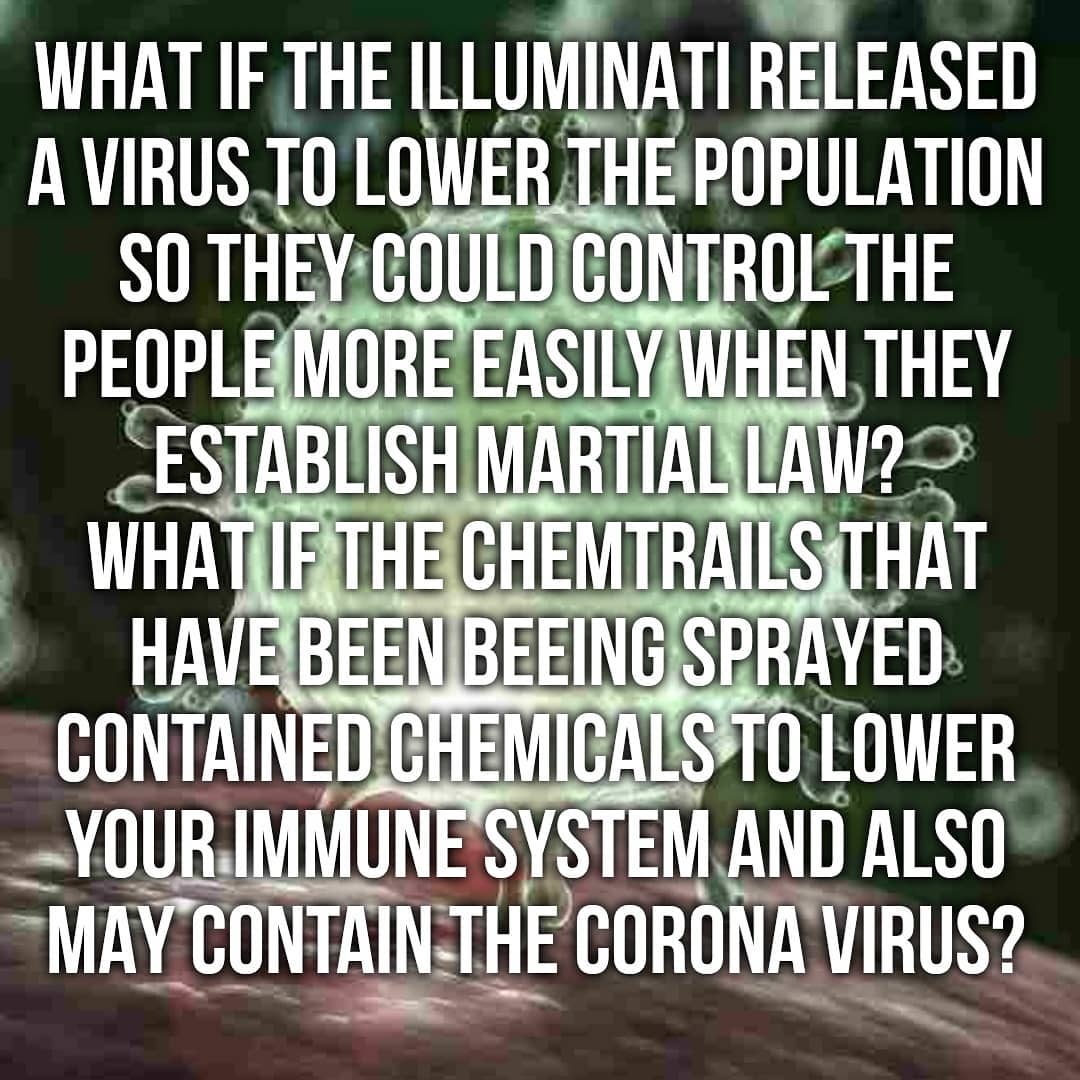 WHAT IF THE ILLUMINATI RELEASED
A VIRUS TO LOWER THE POPULATION
SO THEY COULD CONTROL THE
PEOPLE MORE EASILY WHEN THEY
ESTABLISH MARTIAL LAW?
WHAT IF THE CHEMTRAILS THAT
HAVE BEEN BEEING SPRAYED
CONTAINED CHEMICALS TO LOWER
YOUR IMMUNE SYSTEM AND ALSO
MAY CONTAIN THE CORONA VIRUS?